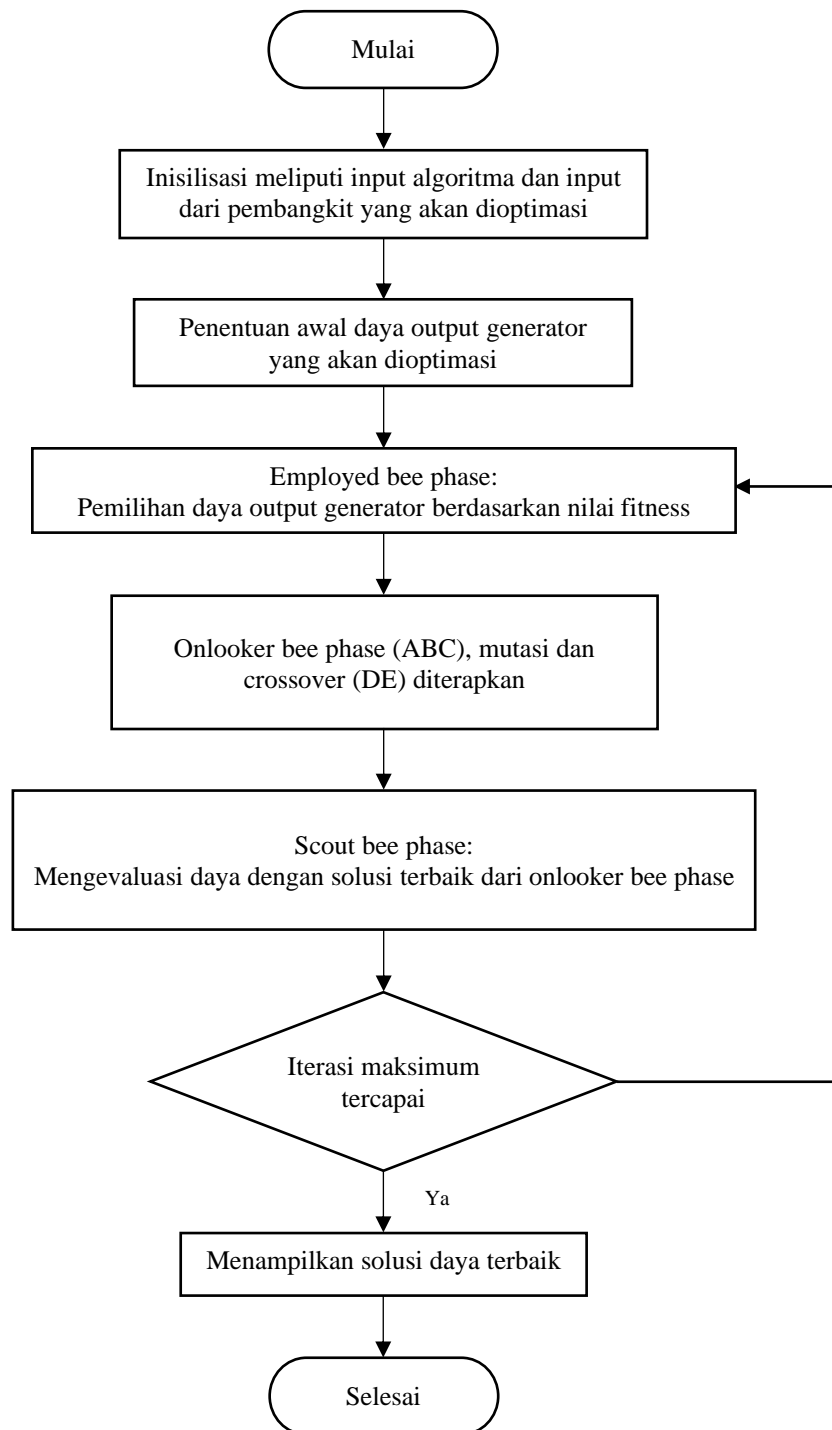 Mulai
Inisilisasi meliputi input algoritma dan input
dari pembangkit yang akan dioptimasi
Penentuan awal daya output generator
yang akan dioptimasi
Employed bee phase:
Pemilihan daya output generator berdasarkan nilai fitness
Onlooker bee phase (ABC), mutasi dan
crossover (DE) diterapkan
Scout bee phase:
Mengevaluasi daya dengan solusi terbaik dari onlooker bee phase
Iterasi maksimum
tercapai
Ya
Menampilkan solusi daya terbaik
Selesai